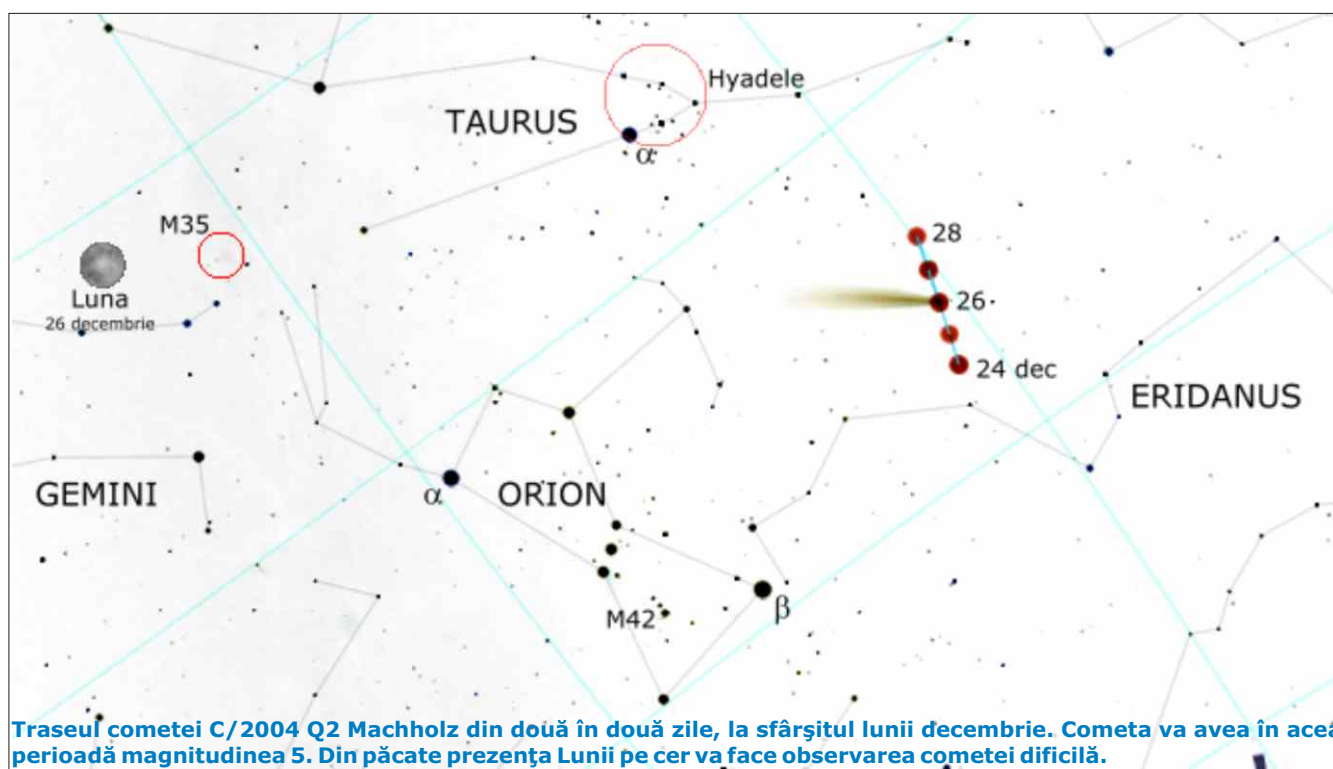 Hyadele
TAURUS
α
M35
28
Luna
26 decembrie
26
24 dec
ERIDANUS
GEMINI
α
ORION
M42
β
Traseul cometei C/2004 Q2 Machholz din două în două zile, la sfârşitul lunii decembrie. Cometa va avea în
perioadă magnitudinea 5. Din păcate prezenţa Lunii pe cer va face observarea cometei dificilă.